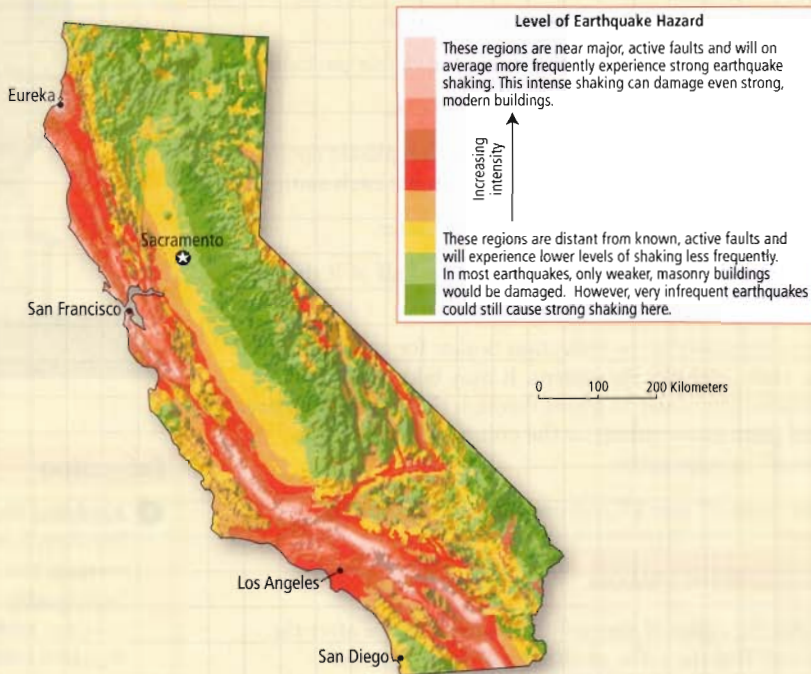 Level of Earthquake Hazard
These regions are near major, active faults and will on
average more frequently experience strong earthquake
shaking. This intense shaking can damage even strong,
modern buildings.
Increasing
intensity
These regions are distant from known, active faults and
will experience lower levels of shaking less frequently.
In most earthquakes, only weaker, masonry buildings
would be damaged. However, very infrequent earthquakes
could still cause strong shaking here.
Eureka
Sacramento
San Francisco
0 100 200 Kilometers
Los Angeles
San Diego